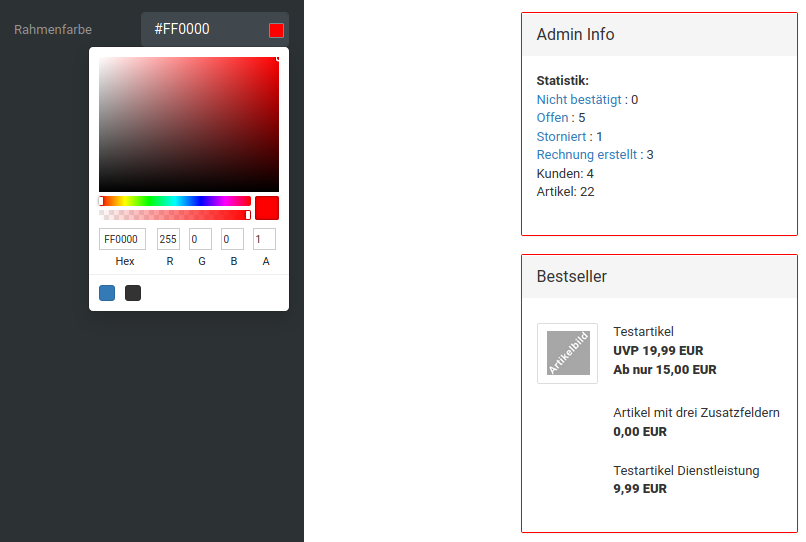 Rahmenfarbe
#FF0000
FF0000 255 0 0 1
Hex R G B A
Admin Info
Statistik:
Nicht bestätigt : 0
Offen : 5
Storniert : 1
Rechnung erstellt : 3
Kunden: 4
Artikel: 22
Bestseller
Artikelbild
Testartikel
UVP 19,99 EUR
Ab nur 15,00 EUR
Artikel mit drei Zusatzfeldern
0,00 EUR
Testartikel Dienstleistung
9,99 EUR